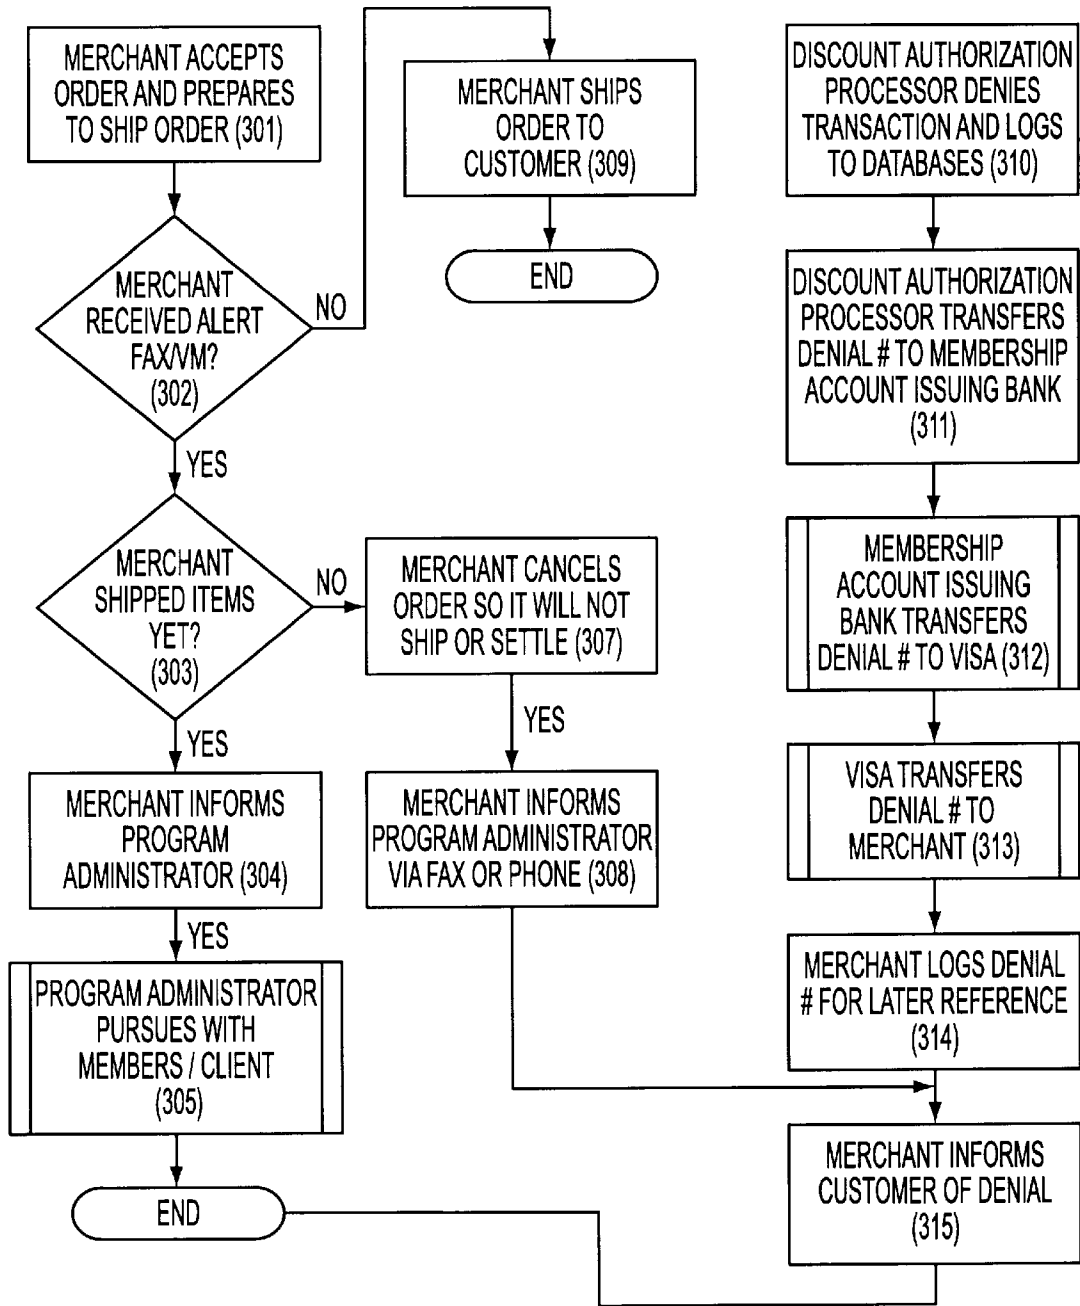 MERCHANT ACCEPTS
ORDER AND PREPARES
TO SHIP ORDER (301)
MERCHANT
RECEIVED ALERT
FAX/VM?
(302)
NO
YES
MERCHANT
SHIPPED ITEMS
YET?
(303)
NO
YES
MERCHANT INFORMS
PROGRAM
ADMINISTRATOR (304)
YES
PROGRAM ADMINISTRATOR
PURSUES WITH
MEMBERS / CLIENT
(305)
END
MERCHANT SHIPS
ORDER TO
CUSTOMER (309)
END
MERCHANT CANCELS
ORDER SO IT WILL NOT
SHIP OR SETTLE (307)
YES
MERCHANT INFORMS
PROGRAM ADMINISTRATOR
VIA FAX OR PHONE (308)
DISCOUNT AUTHORIZATION
PROCESSOR DENIES
TRANSACTION AND LOGS
TO DATABASES (310)
DISCOUNT AUTHORIZATION
PROCESSOR TRANSFERS
DENIAL # TO MEMBERSHIP
ACCOUNT ISSUING BANK
(311)
MEMBERSHIP
ACCOUNT ISSUING
BANK TRANSFERS
DENIAL # TO VISA (312)
VISA TRANSFERS
DENIAL # TO
MERCHANT (313)
MERCHANT LOGS DENIAL
# FOR LATER REFERENCE
(314)
MERCHANT INFORMS
CUSTOMER OF DENIAL
(315)